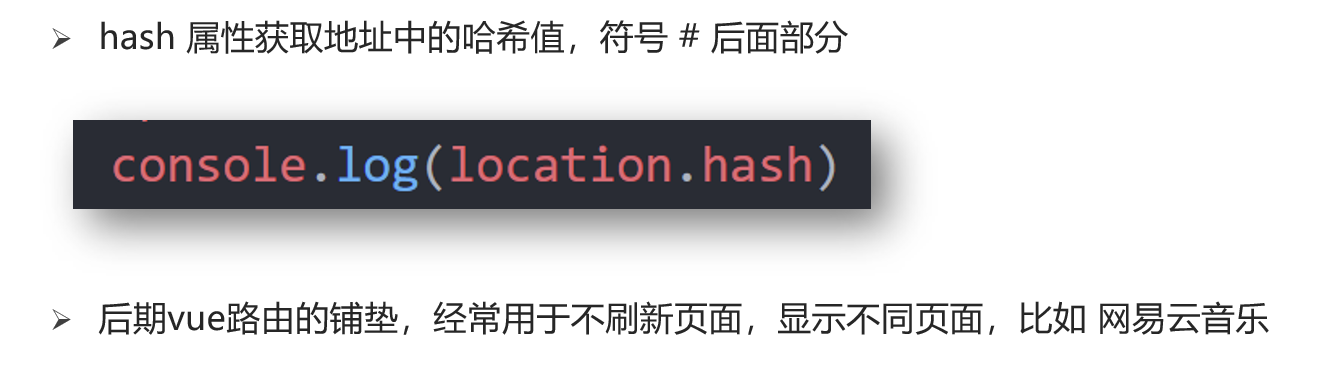 hash 属性获取地址中的哈希值，符号 # 后面部分
console.log(location.hash)
后期vue路由的铺垫，经常用于不刷新页面，显示不同页面，比如 网易云音乐